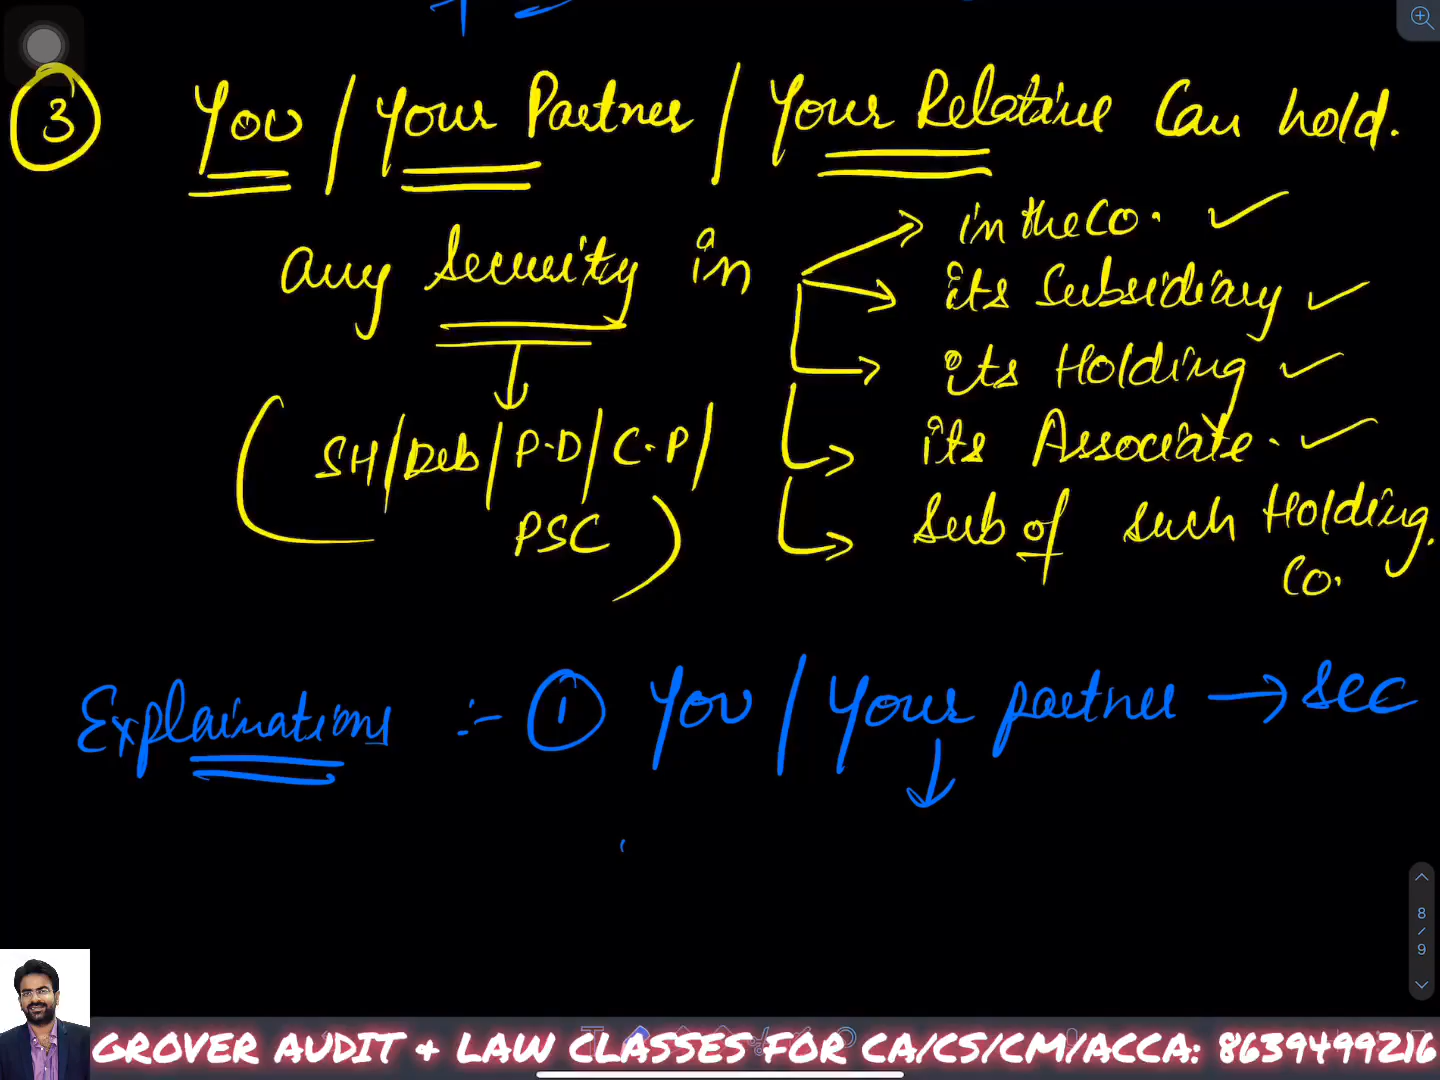 3 You / Your Partner / Your Relative Can hold.
any Security in
in the Co.
its Subsidiary
its Holding
its Associate.
Sub of such Holding Co.
(SH/Deb/P-D/C-P/
PSC)
Explainations :- 1 You / Your partner → SEC
8/9
GROVER AUDIT + LAW CLASSES FOR CA/CS/CM/ACCA: 8639499216